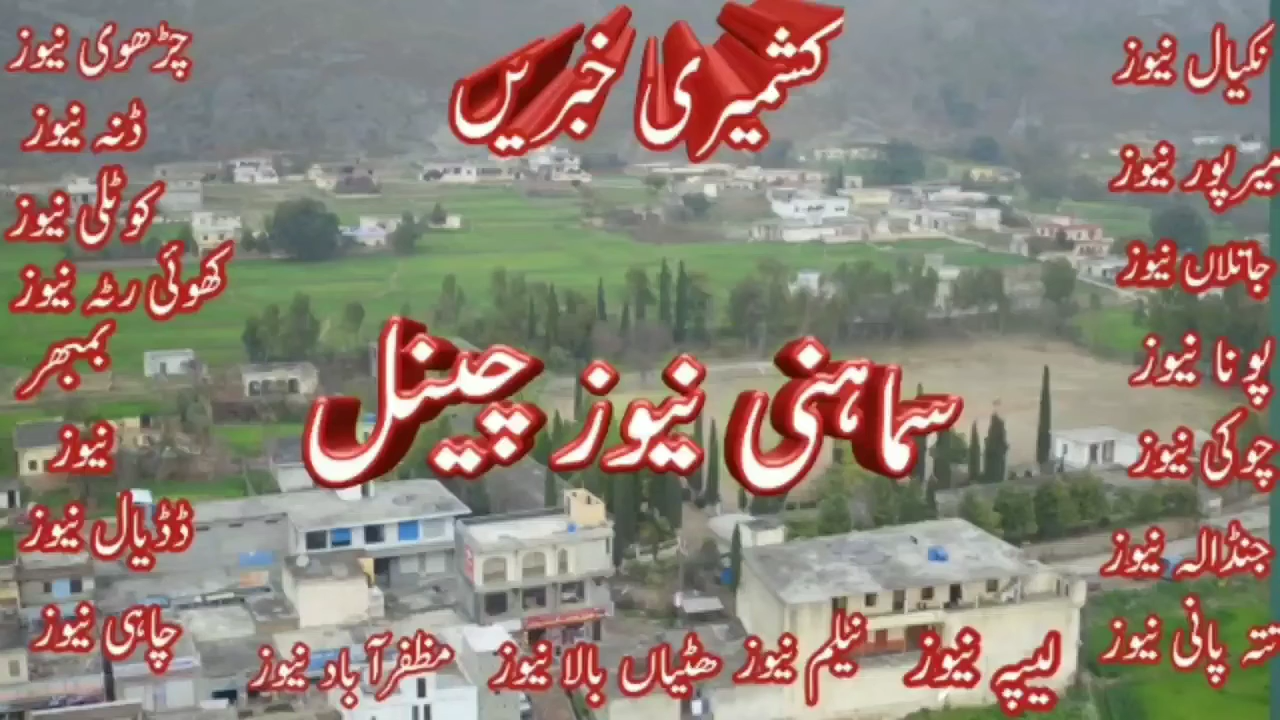 کشمیری خبریں
سماہنی نیوز چینل
نکیال نیوز
میرپور نیوز
جاتلاں نیوز
پونا نیوز
چوکی نیوز
جنڈالہ نیوز
تتہ پانی نیوز
چڑھوی نیوز
ڈنہ نیوز
کوٹلی نیوز
کھوئی رٹہ نیوز
بمبھر
نیوز
ڈڈیال نیوز
چاہی نیوز
لیپہ نیوز
نیلم نیوز
ھٹیاں بالا نیوز
مظفرآباد نیوز